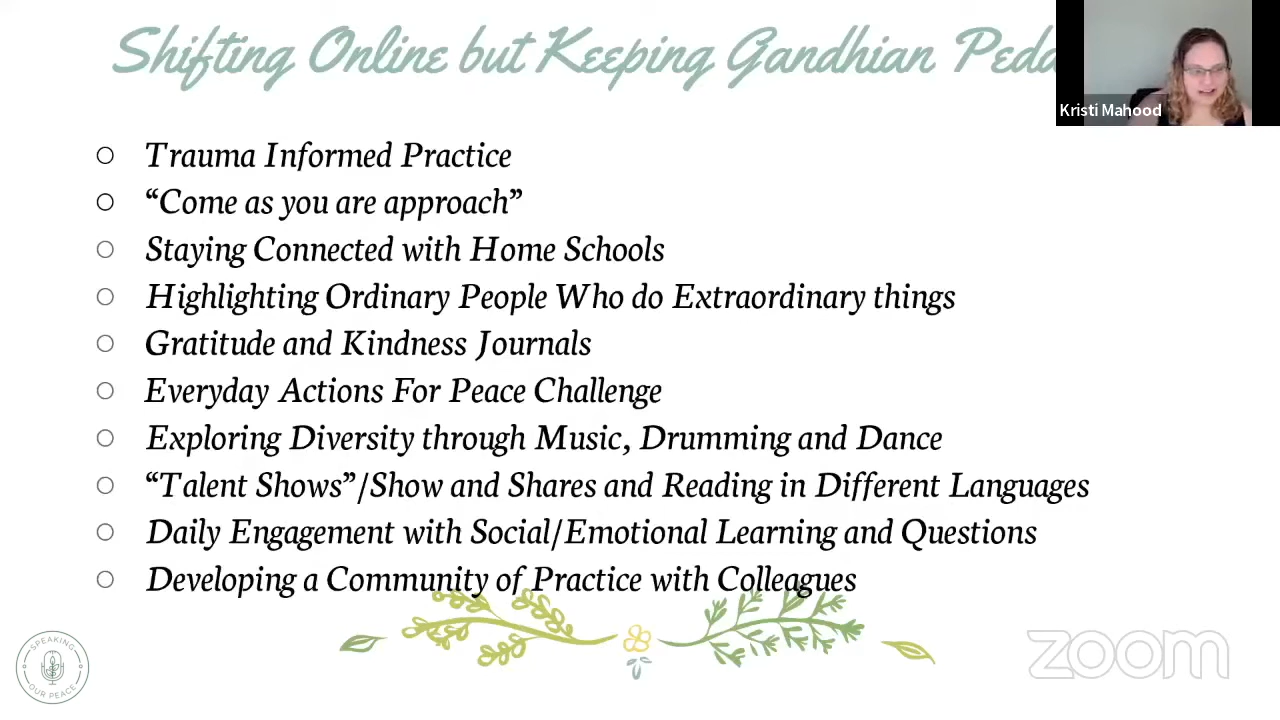 Shifting Online but Keeping Gandhian
Kristi Mahood
Trauma Informed Practice
“Come as you are approach”
Staying Connected with Home Schools
Highlighting Ordinary People Who do Extraordinary things
Gratitude and Kindness Journals
Everyday Actions For Peace Challenge
Exploring Diversity through Music, Drumming and Dance
“Talent Shows”/Show and Shares and Reading in Different Languages
Daily Engagement with Social/Emotional Learning and Questions
Developing a Community of Practice with Colleagues
SPEAKING
OUR PEACE
zoom